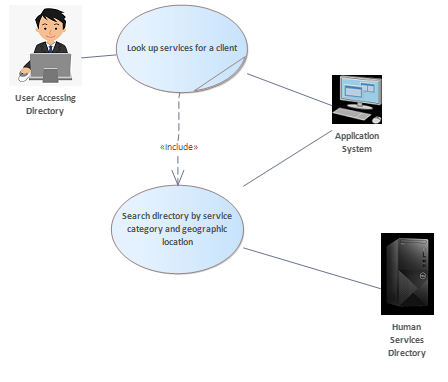 Look up services for a client
User Accessing
Directory
Application
System
«include»
Search directory by service
category and geographic
location
Human
Services
Directory